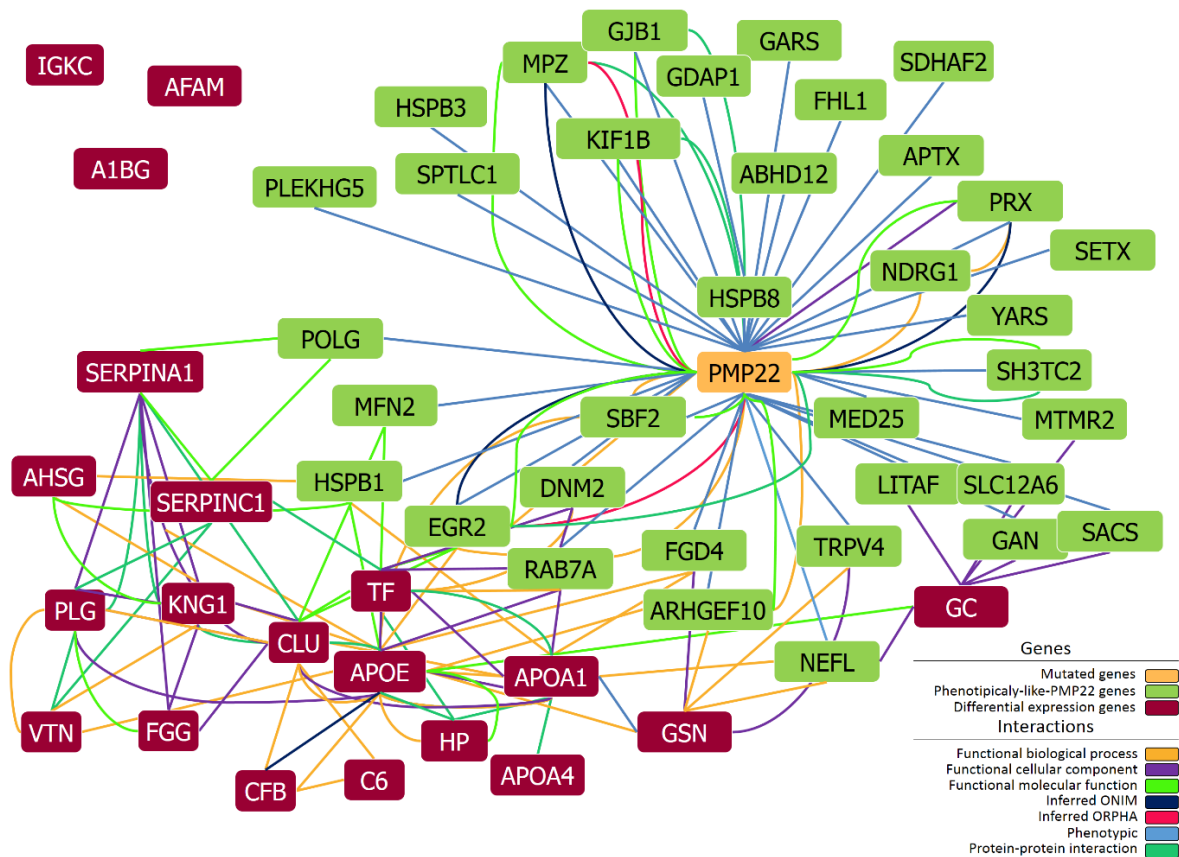 GJB1
GARS
IGKC
MPZ
SDHAF2
AFAM
GDAP1
HSPB3
FHL1
KIF1B
A1BG
APTX
PLEKHG5
SPTLC1
ABHD12
PRX
SETX
NDRG1
HSPB8
YARS
POLG
SERPINA1
PMP22
SH3TC2
MFN2
SBF2
MED25
MTMR2
AHSG
HSPB1
DNM2
LITAF
SLC12A6
SERPINC1
EGR2
FGD4
TRPV4
GAN
SACS
RAB7A
PLG
KNG1
TF
ARHGEF10
GC
CLU
APOE
APOA1
NEFL
VTN
FGG
HP
GSN
CFB
C6
APOA4
Genes
Mutated genes
Phenotipicaly-like-PMP22 genes
Differential expression genes
Interactions
Functional biological process
Functional cellular component
Functional molecular function
Inferred ONIM
Inferred ORPHA
Phenotypic
Protein-protein interaction